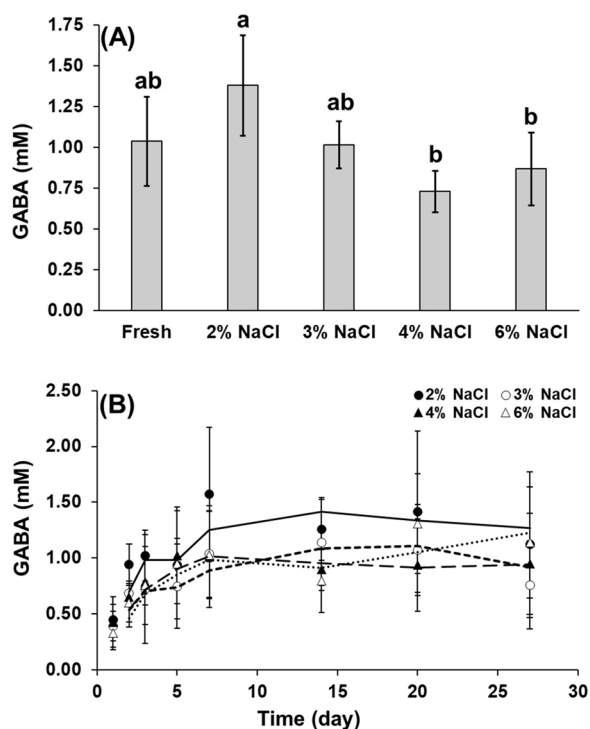 (A)
GABA (mM)
1.75
1.50
1.25
1.00
0.75
0.50
0.25
0.00
ab
a
ab
b
b
Fresh 2% NaCl 3% NaCl 4% NaCl 6% NaCl
(B)
GABA (mM)
2.50
2.00
1.50
1.00
0.50
0.00
2% NaCl 3% NaCl
4% NaCl 6% NaCl
0 5 10 15 20 25 30
Time (day)